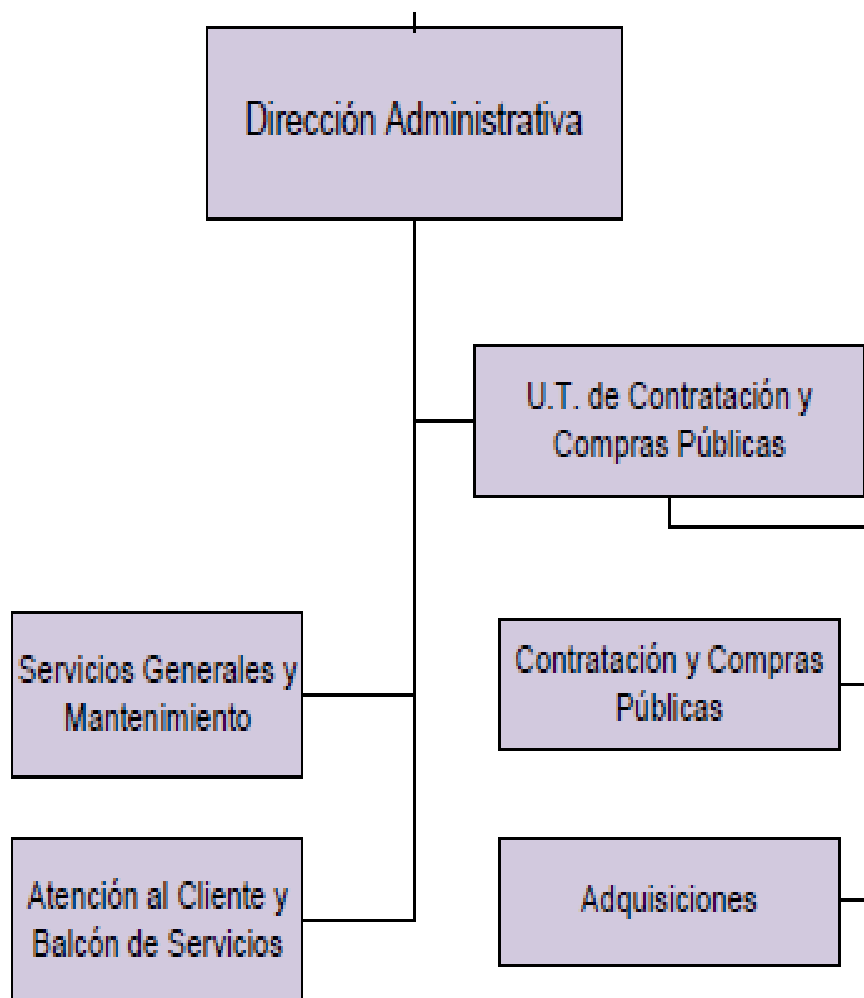 Dirección Administrativa
U.T. de Contratación y
Compras Públicas
Servicios Generales y
Mantenimiento
Contratación y Compras
Públicas
Atención al Cliente y
Balcón de Servicios
Adquisiciones